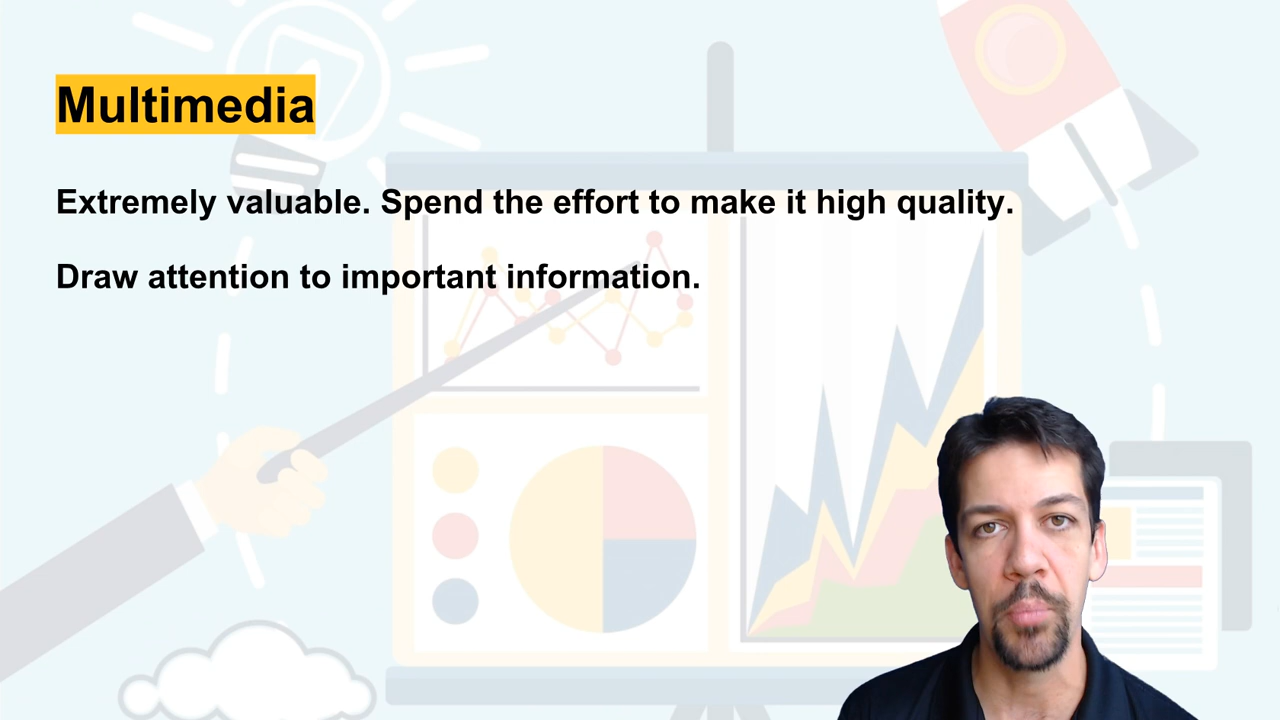 Multimedia
Extremely valuable. Spend the effort to make it high quality.
Draw attention to important information.